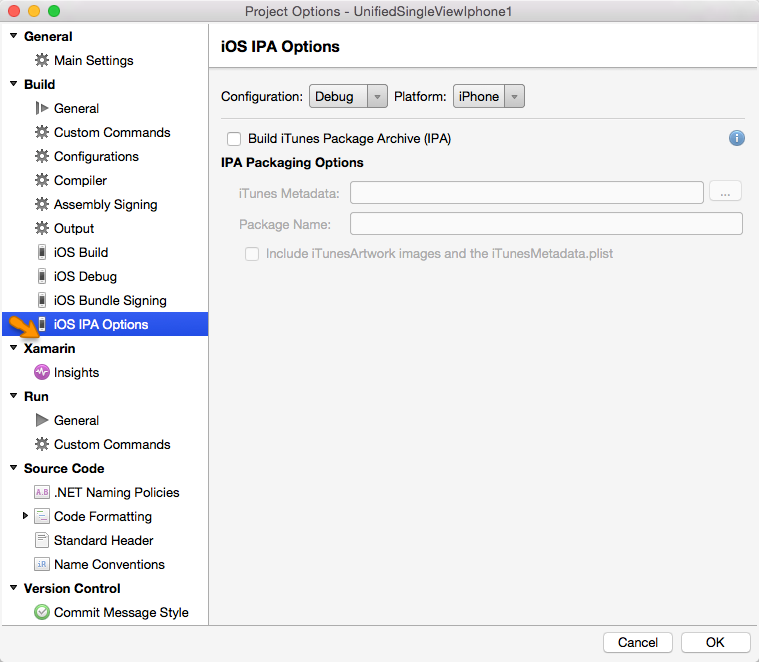 Project Options - UnifiedSingleViewIphone1
General
Main Settings
Build
General
Custom Commands
Configurations
Compiler
Assembly Signing
Output
iOS Build
iOS Debug
iOS Bundle Signing
iOS IPA Options
Xamarin
Insights
Run
General
Custom Commands
Source Code
A.B .NET Naming Policies
Code Formatting
Standard Header
iR Name Conventions
Version Control
Commit Message Style
iOS IPA Options
Configuration: Debug Platform: iPhone
Build iTunes Package Archive (IPA) i
IPA Packaging Options
iTunes Metadata: ...
Package Name:
Include iTunesArtwork images and the iTunesMetadata.plist
Cancel OK